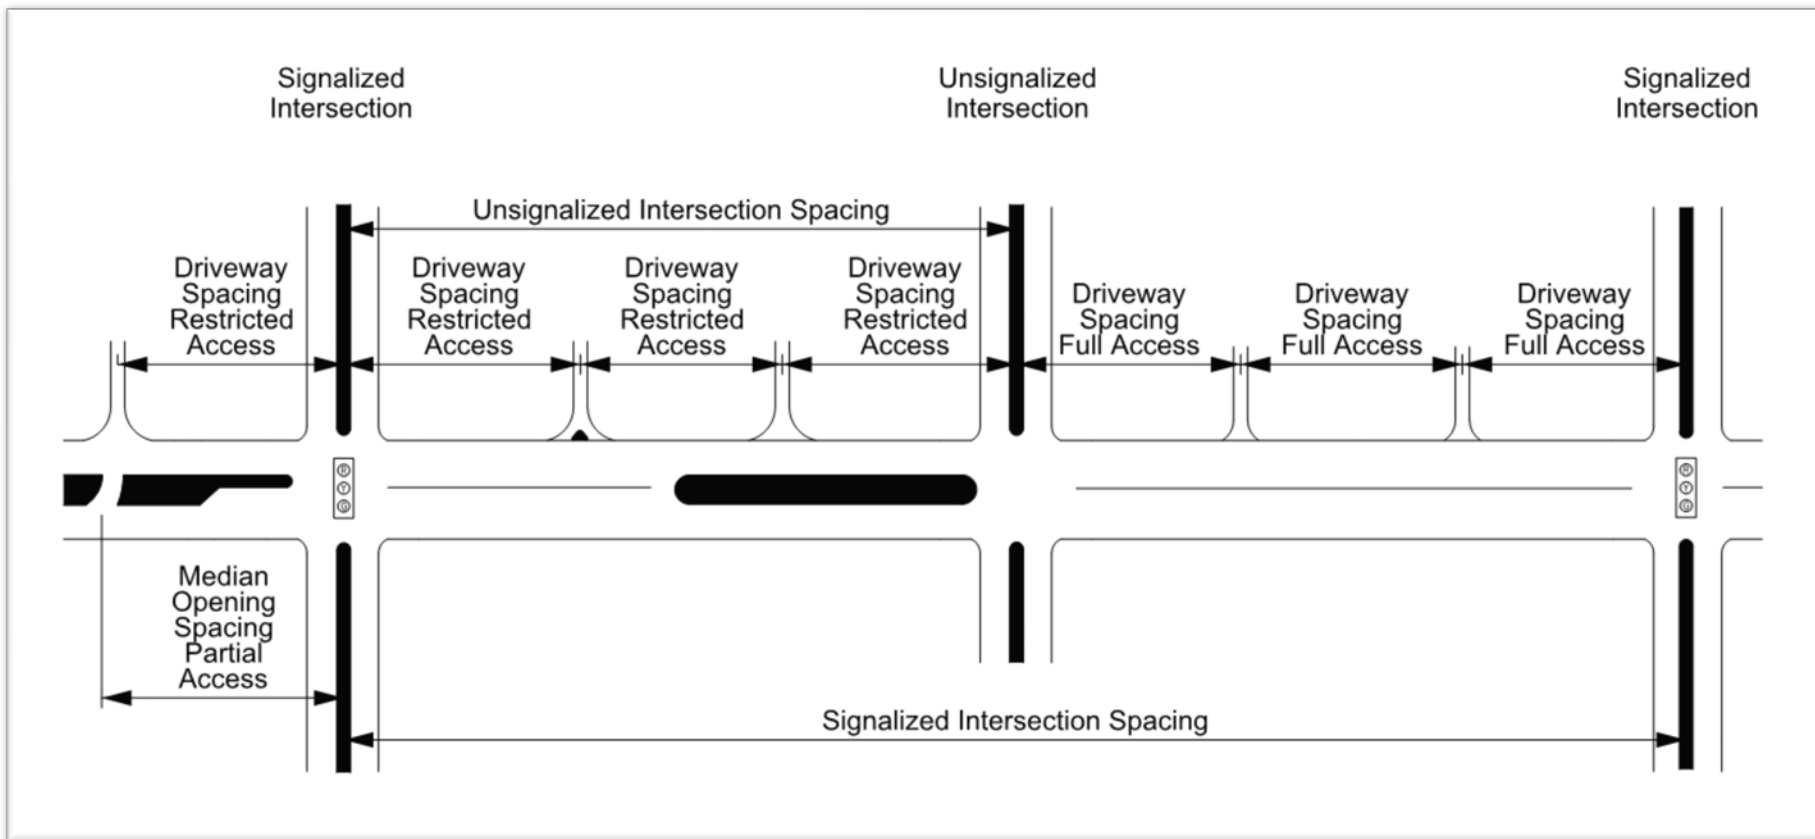 Signalized
Intersection
Unsignalized
Intersection
Signalized
Intersection
Unsignalized Intersection Spacing
Driveway
Spacing
Restricted
Access
Driveway
Spacing
Restricted
Access
Driveway
Spacing
Restricted
Access
Driveway
Spacing
Restricted
Access
Driveway
Spacing
Full Access
Driveway
Spacing
Full Access
Driveway
Spacing
Full Access
R
Y
G
R
Y
G
Median
Opening
Spacing
Partial
Access
Signalized Intersection Spacing